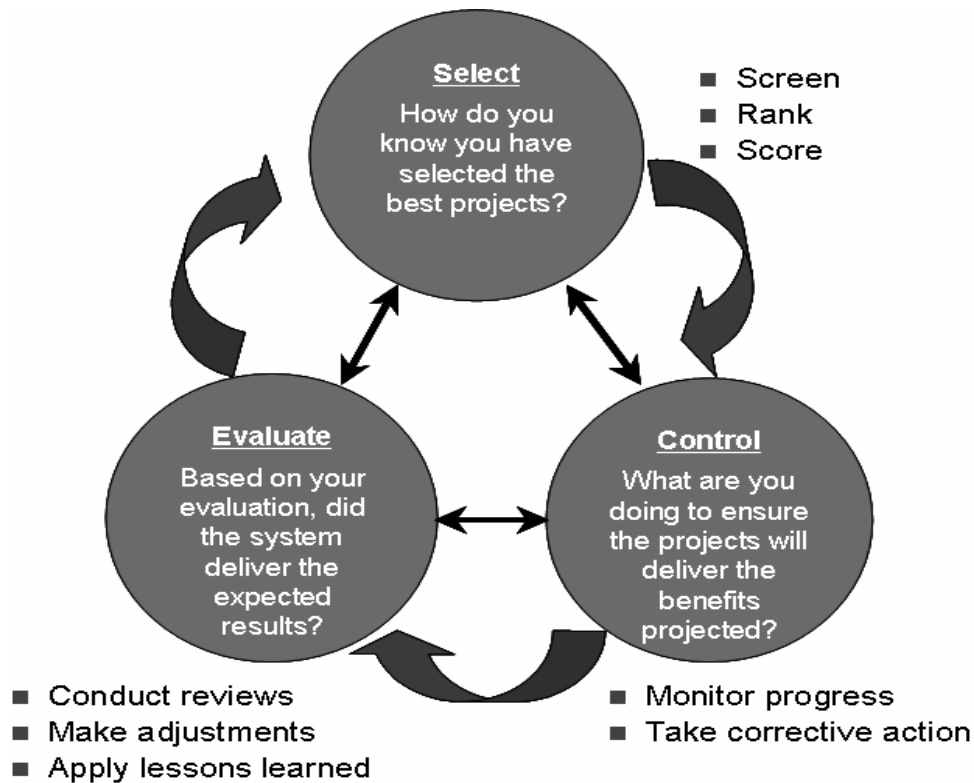 Select
How do you
know you have
selected the
best projects?
■ Screen
■ Rank
■ Score
Evaluate
Based on your
evaluation, did
the system
deliver the
expected
results?
Control
What are you
doing to ensure
the projects will
deliver the
benefits
projected?
■ Conduct reviews
■ Make adjustments
■ Apply lessons learned
■ Monitor progress
■ Take corrective action